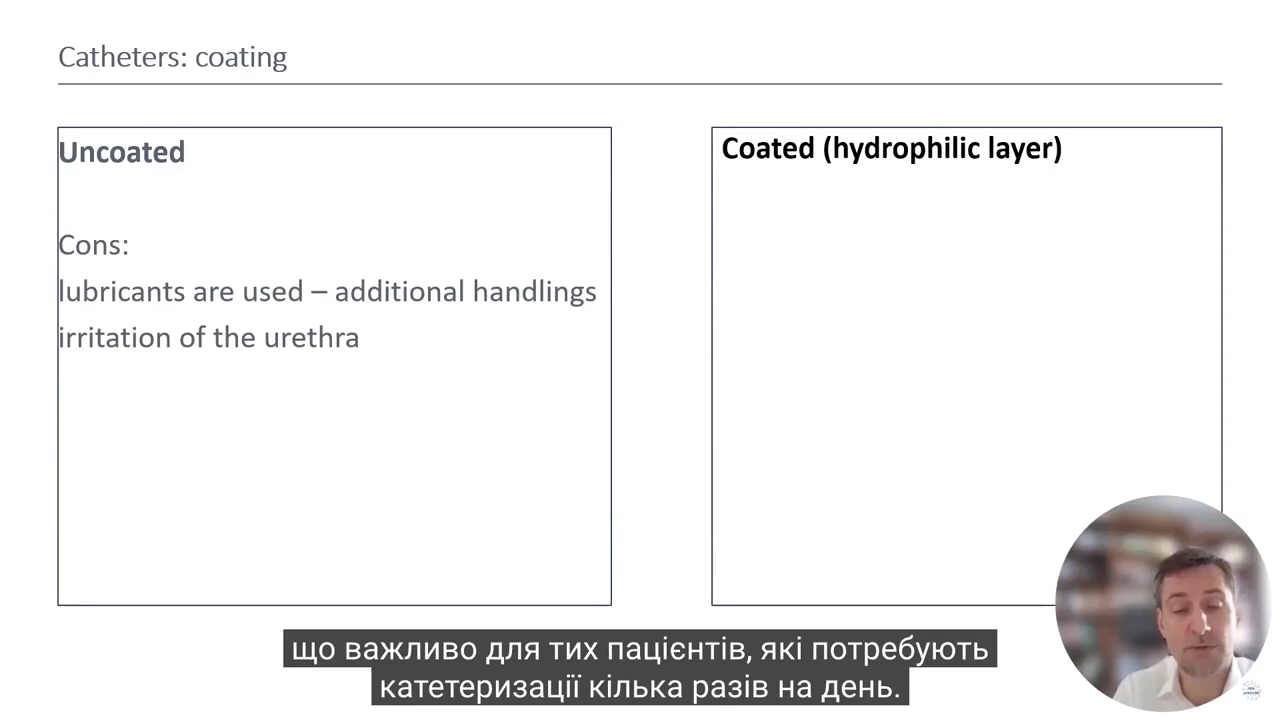 Catheters: coating
Uncoated
Cons:
lubricants are used – additional handlings
irritation of the urethra
Coated (hydrophilic layer)
що важливо для тих пацієнтів, які потребують
катетеризації кілька разів на день.